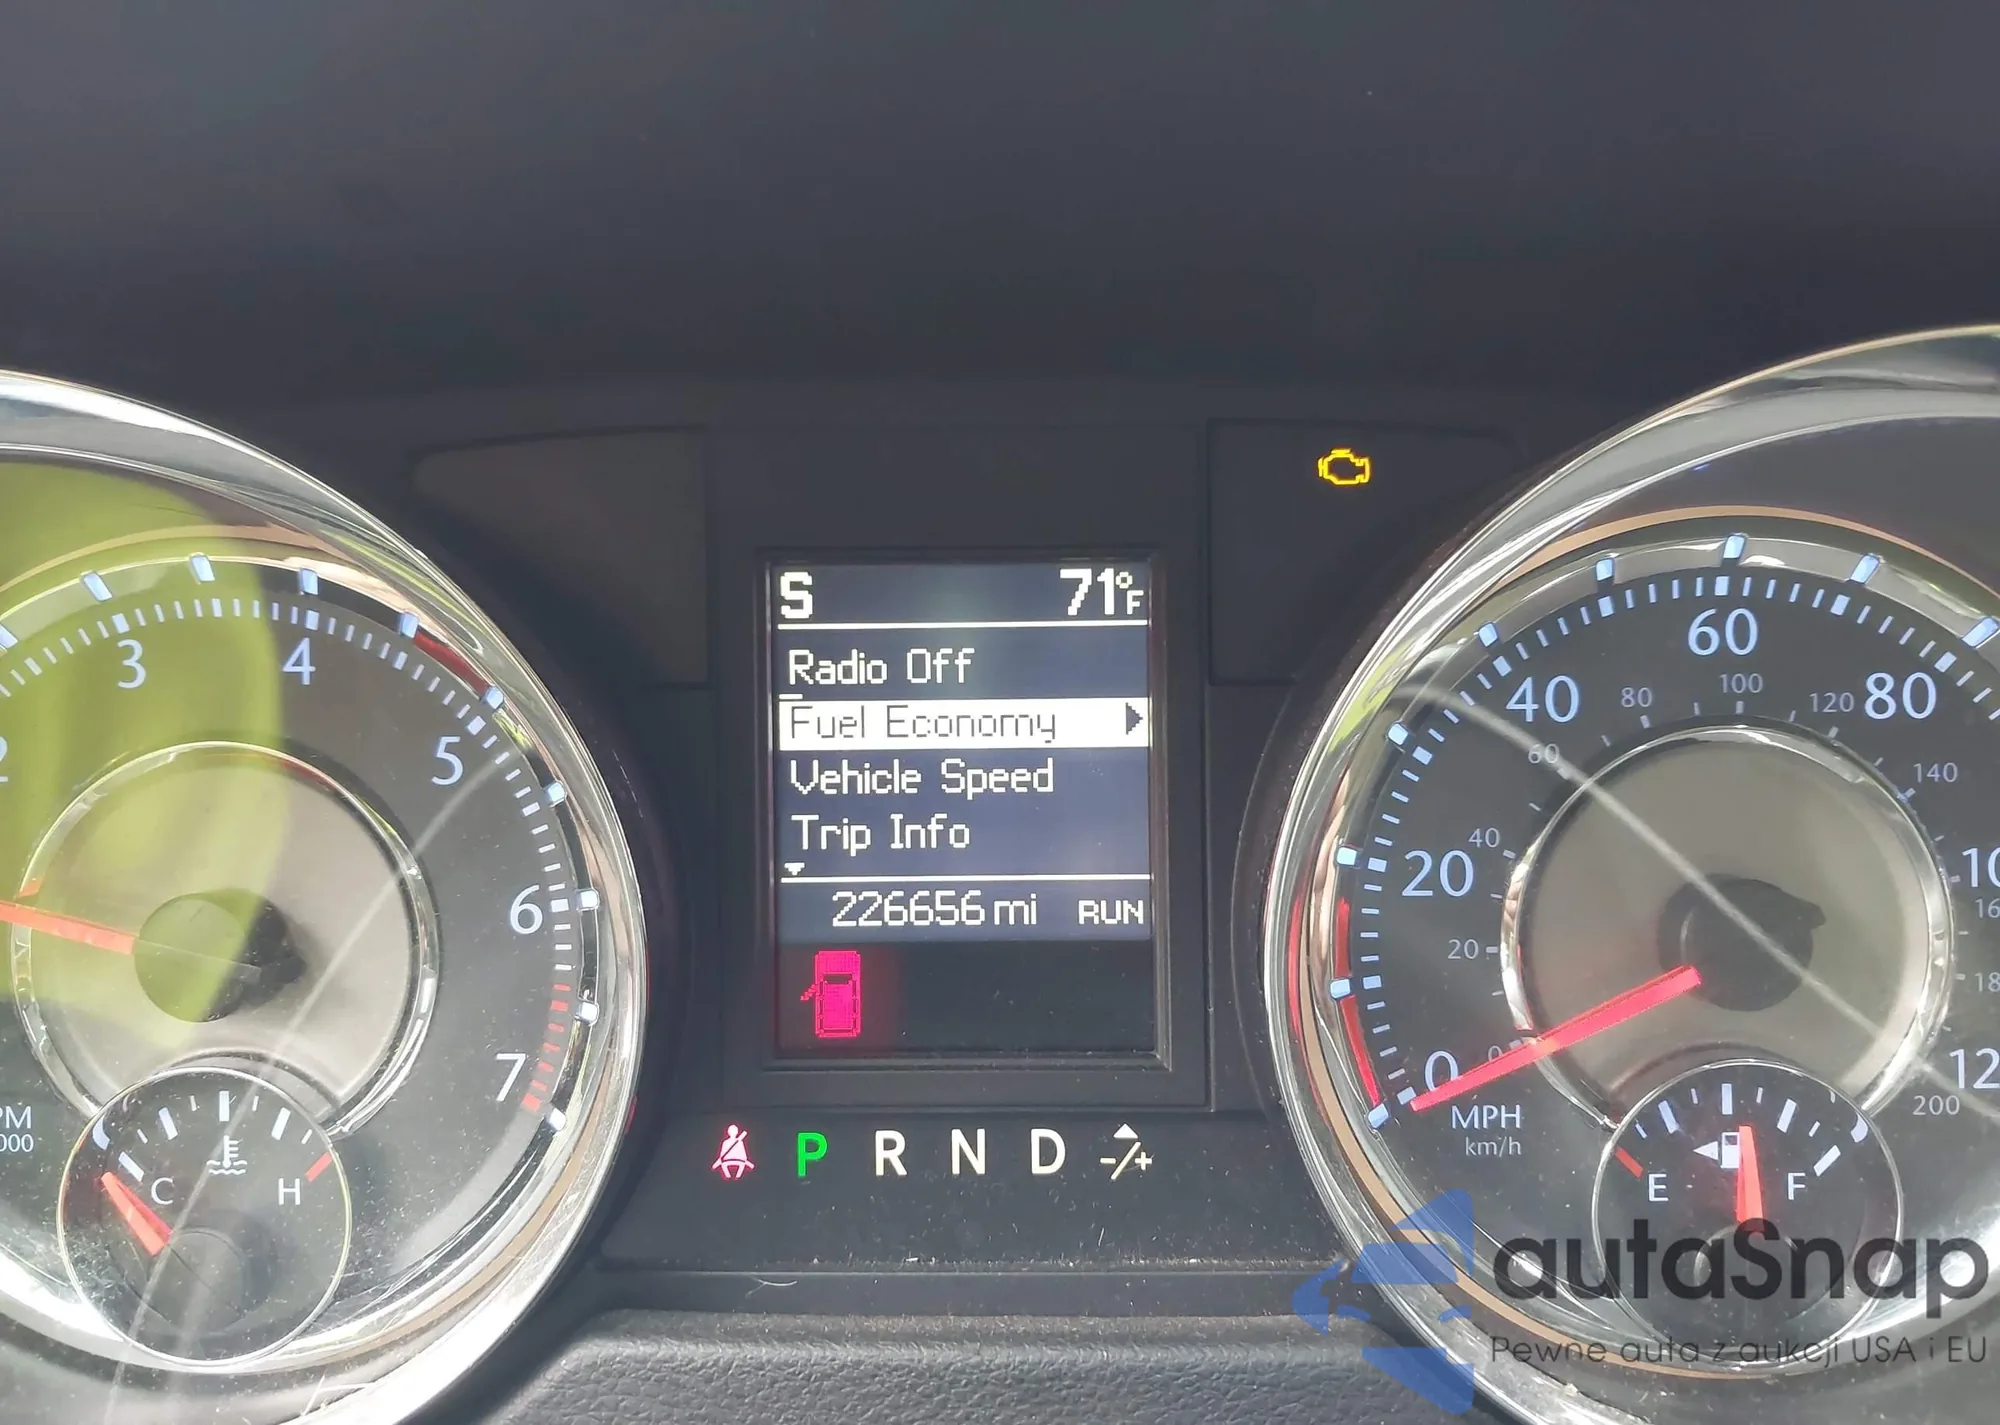 S 71°F
Radio Off
Fuel Economy
Vehicle Speed
Trip Info
226656 mi RUN
P R N D -/+
2 3 4 5 6 7
C H
0 20 40 60 80
0 20 40 60 80 100 120 140
200
MPH
km/h
E F
autaSnap
Pewne auta z aukcji USA i EU